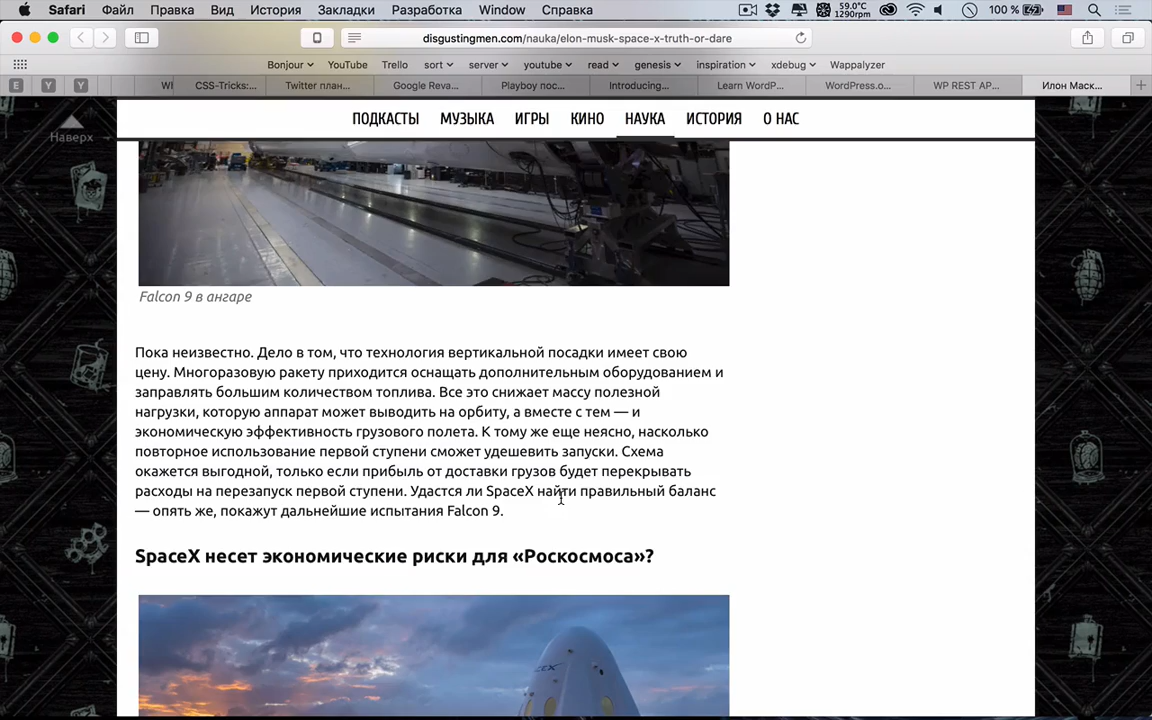 Safari Файл Правка Вид История Закладки Разработка Window Справка 59.0°C 1290rpm 100 %
disgustingmen.com/nauka/elon-musk-space-x-truth-or-dare
Bonjour YouTube Trello sort server youtube read genesis inspiration xdebug Wappalyzer
E Y Y WI CSS-Tricks:... Twitter план... Google Reva... Playboy пос... Introducing... Learn WordP... WordPress.o... WP REST AP... Илон Маск...
ПОДКАСТЫ МУЗЫКА ИГРЫ КИНО НАУКА ИСТОРИЯ О НАС
Наверх
Falcon 9 в ангаре
Пока неизвестно. Дело в том, что технология вертикальной посадки имеет свою
цену. Многоразовую ракету приходится оснащать дополнительным оборудованием и
заправлять большим количеством топлива. Все это снижает массу полезной
нагрузки, которую аппарат может выводить на орбиту, а вместе с тем — и
экономическую эффективность грузового полета. К тому же еще неясно, насколько
повторное использование первой ступени сможет удешевить запуски. Схема
окажется выгодной, только если прибыль от доставки грузов будет перекрывать
расходы на перезапуск первой ступени. Удастся ли SpaceX найти правильный баланс
— опять же, покажут дальнейшие испытания Falcon 9.
SpaceX несет экономические риски для «Роскосмоса»?